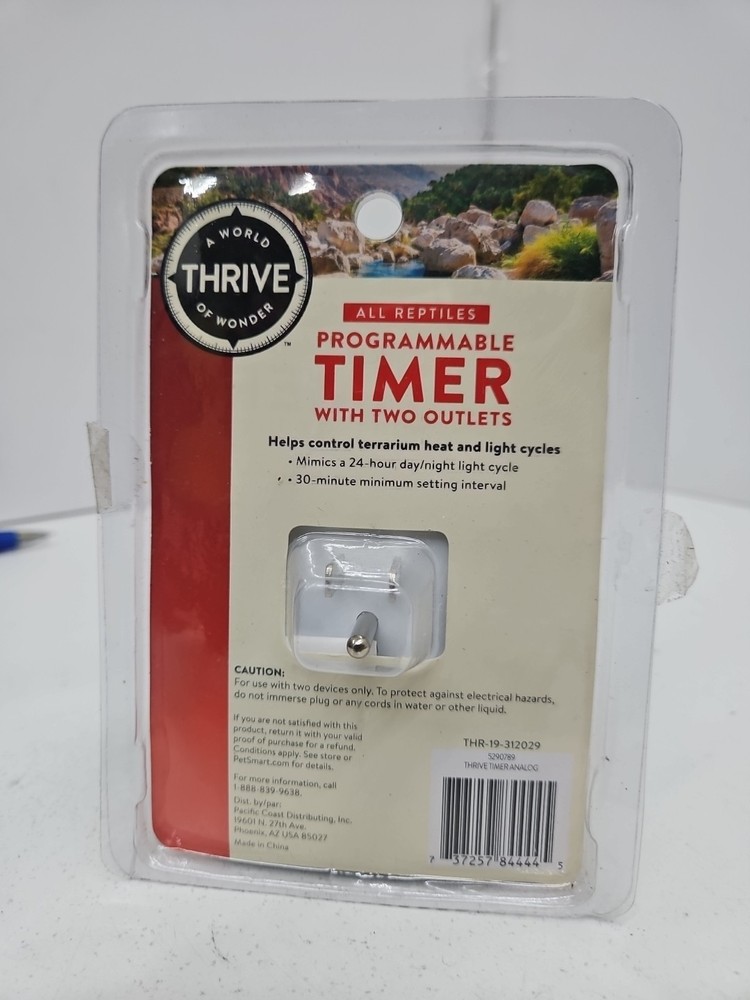 A WORLD
THRIVE
OF WONDER
™
ALL REPTILES
PROGRAMMABLE
TIMER
WITH TWO OUTLETS
Helps control terrarium heat and light cycles
• Mimics a 24-hour day/night light cycle
• 30-minute minimum setting interval
CAUTION:
For use with two devices only. To protect against electrical hazards,
do not immerse plug or any cords in water or other liquid.
If you are not satisfied with this
product, return it with your valid
proof of purchase for a refund.
Conditions apply. See store or
PetSmart.com for details.
For more information, call
1-888-839-9638.
Dist. by/par:
Pacific Coast Distributing, Inc.
19601 N. 27th Ave.
Phoenix, AZ USA 85027
Made in China
THR-19-312029
5290789
THRIVE TIMER ANALOG
7 37257 84444 5